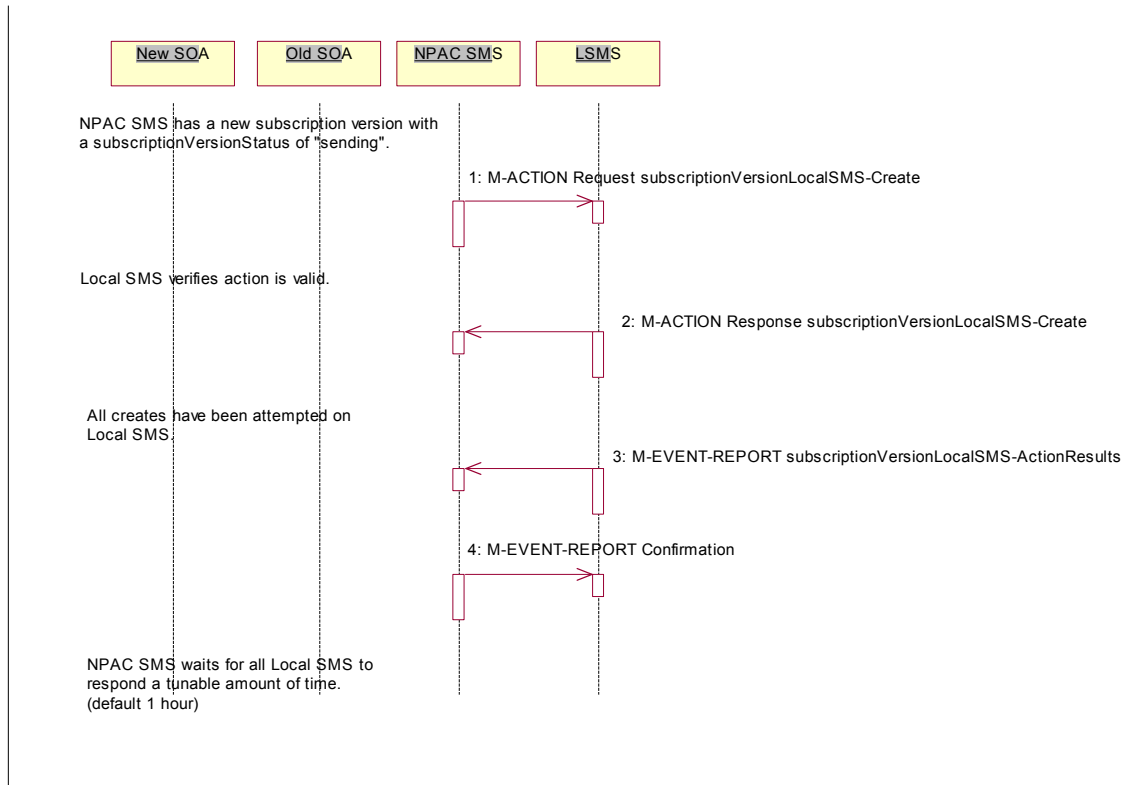 New SOA
Old SOA
NPAC SMS
LSMS
NPAC SMS has a new subscription version with
a subscriptionVersionStatus of "sending".
1: M-ACTION Request subscriptionVersionLocalSMS-Create
Local SMS verifies action is valid.
2: M-ACTION Response subscriptionVersionLocalSMS-Create
All creates have been attempted on
Local SMS.
3: M-EVENT-REPORT subscriptionVersionLocalSMS-ActionResults
4: M-EVENT-REPORT Confirmation
NPAC SMS waits for all Local SMS to
respond a tunable amount of time.
(default 1 hour)